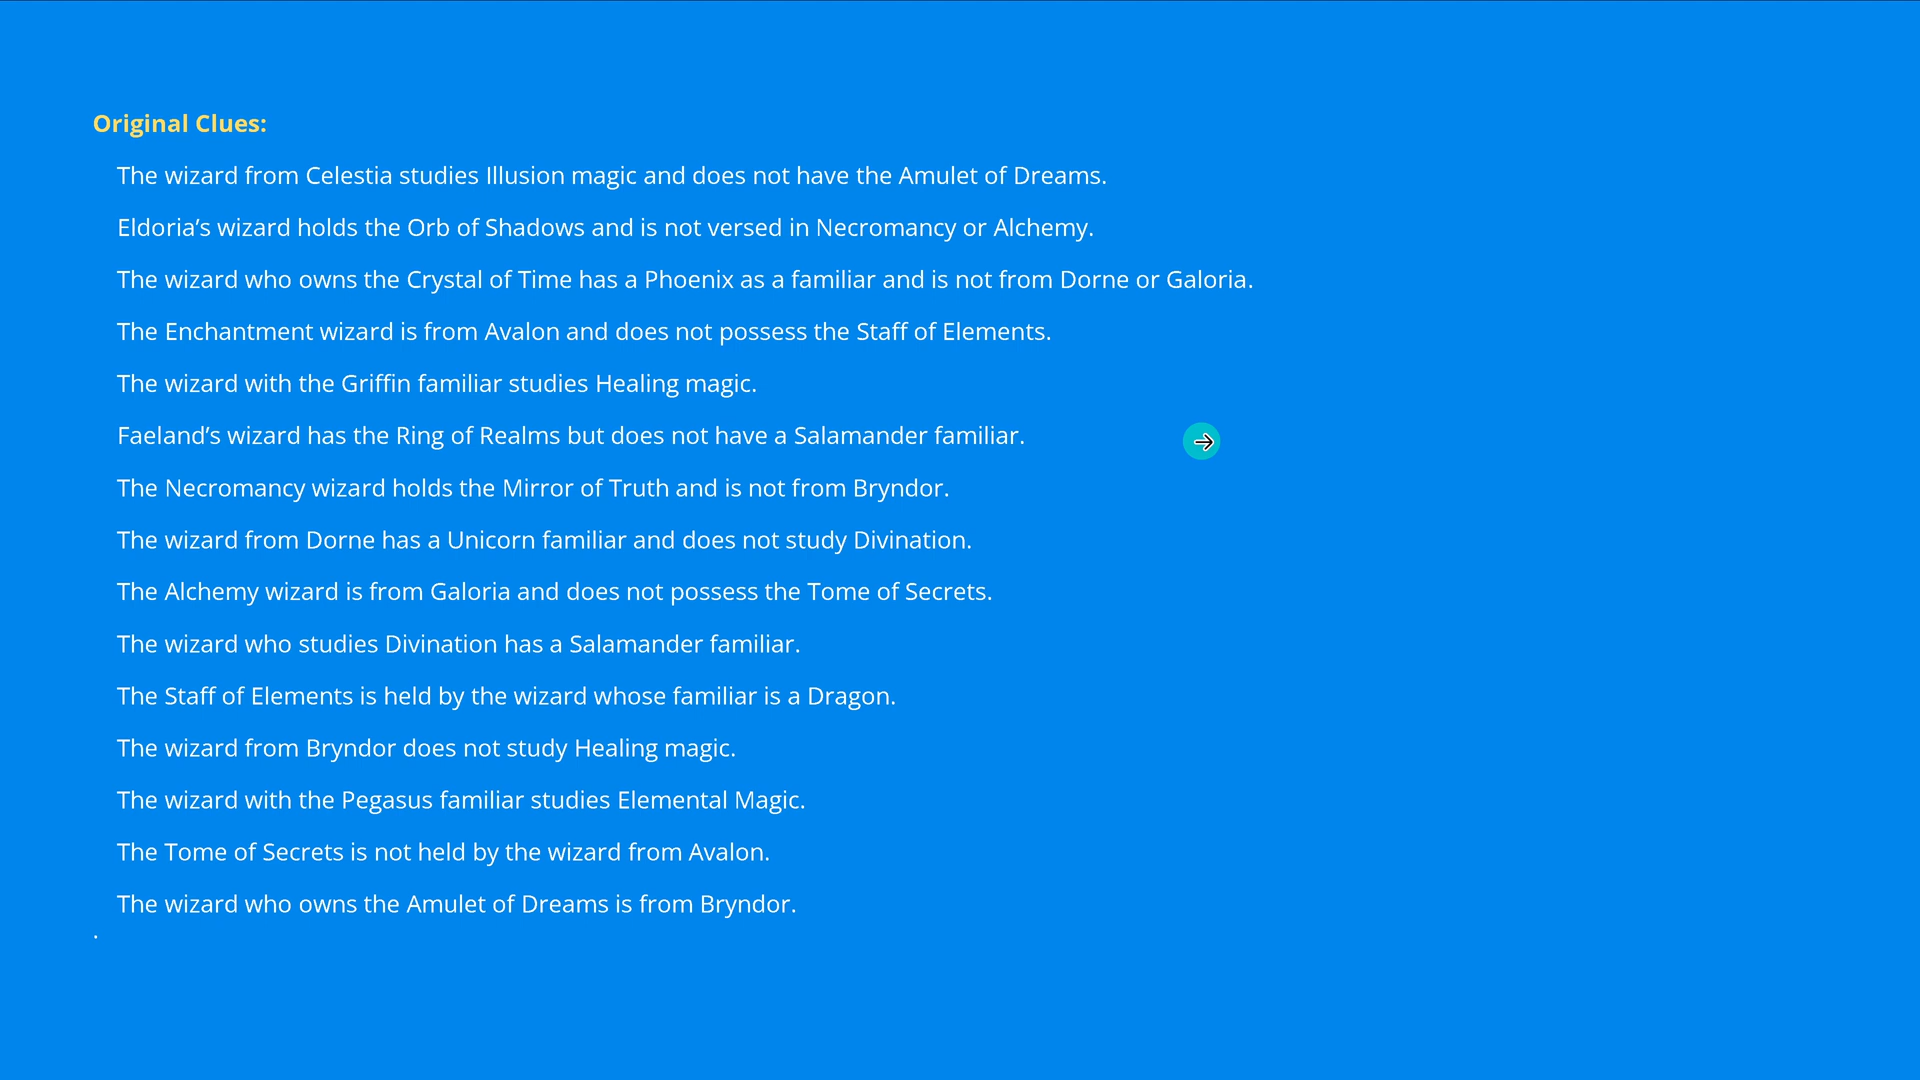 Original Clues:
The wizard from Celestia studies Illusion magic and does not have the Amulet of Dreams.
Eldoria’s wizard holds the Orb of Shadows and is not versed in Necromancy or Alchemy.
The wizard who owns the Crystal of Time has a Phoenix as a familiar and is not from Dorne or Galoria.
The Enchantment wizard is from Avalon and does not possess the Staff of Elements.
The wizard with the Griffin familiar studies Healing magic.
Faeland’s wizard has the Ring of Realms but does not have a Salamander familiar.
The Necromancy wizard holds the Mirror of Truth and is not from Bryndor.
The wizard from Dorne has a Unicorn familiar and does not study Divination.
The Alchemy wizard is from Galoria and does not possess the Tome of Secrets.
The wizard who studies Divination has a Salamander familiar.
The Staff of Elements is held by the wizard whose familiar is a Dragon.
The wizard from Bryndor does not study Healing magic.
The wizard with the Pegasus familiar studies Elemental Magic.
The Tome of Secrets is not held by the wizard from Avalon.
The wizard who owns the Amulet of Dreams is from Bryndor.
.